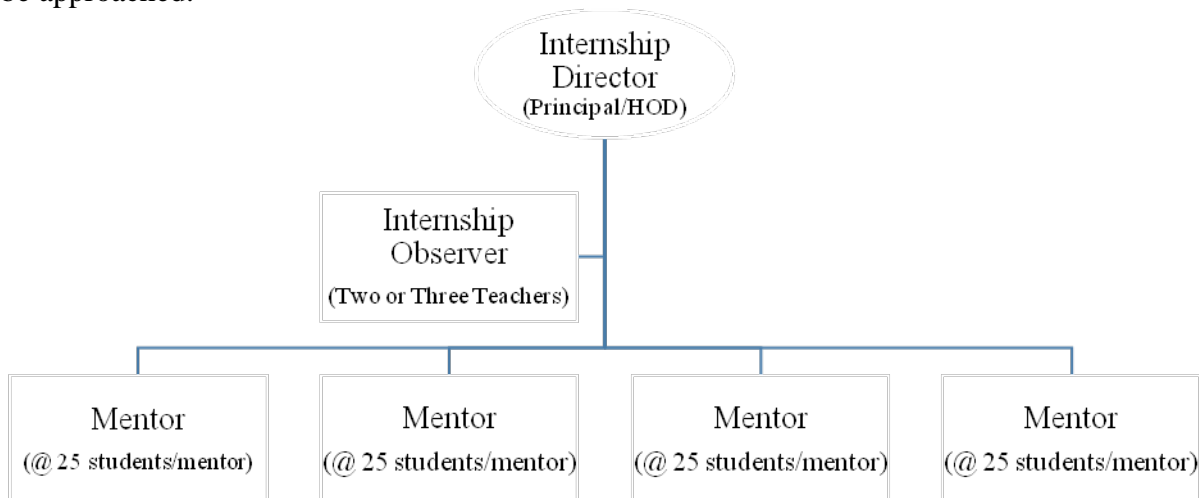 be approached.
Internship
Director
(Principal/HOD)
Internship
Observer
(Two or Three Teachers)
Mentor
(@ 25 students/mentor)
Mentor
(@ 25 students/mentor)
Mentor
(@ 25 students/mentor)
Mentor
(@ 25 students/mentor)